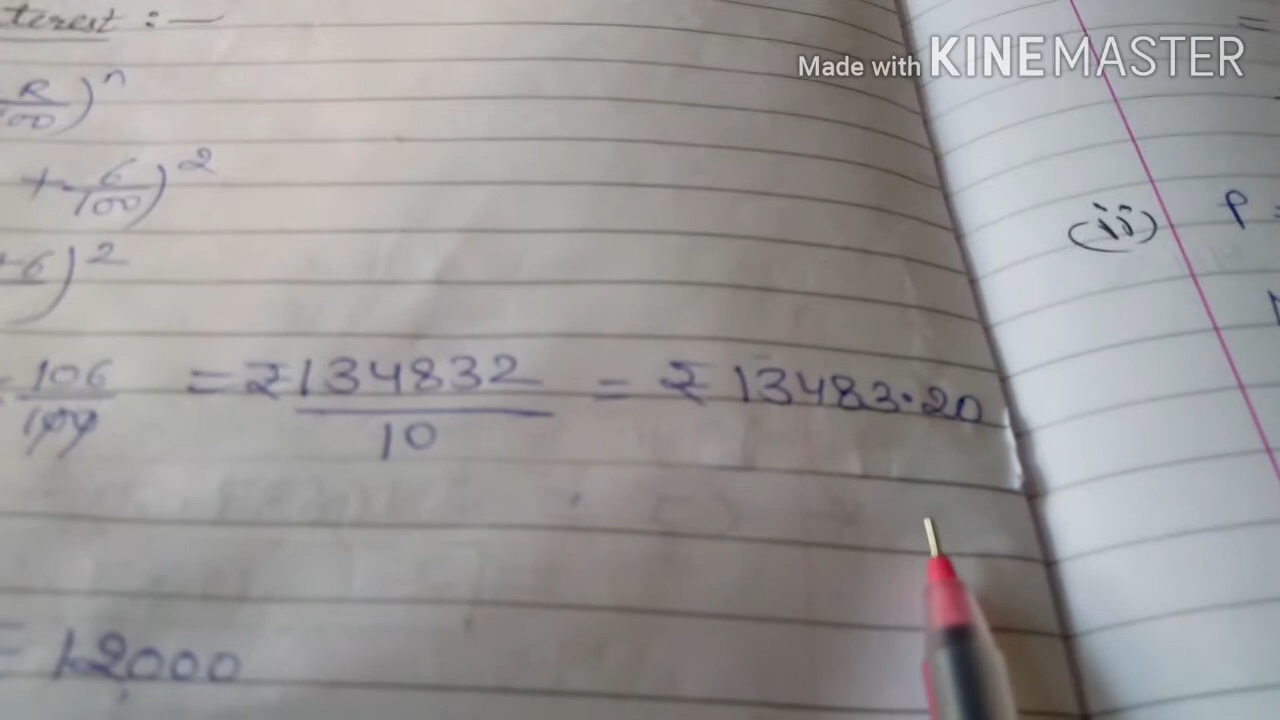 terest :-
Made with KINEMASTER
R/100)ⁿ
+ 6/100)²
+6)²
106/100 = ₹ 134832/10 = ₹ 13483.20
= 12000
=
(ii) P =